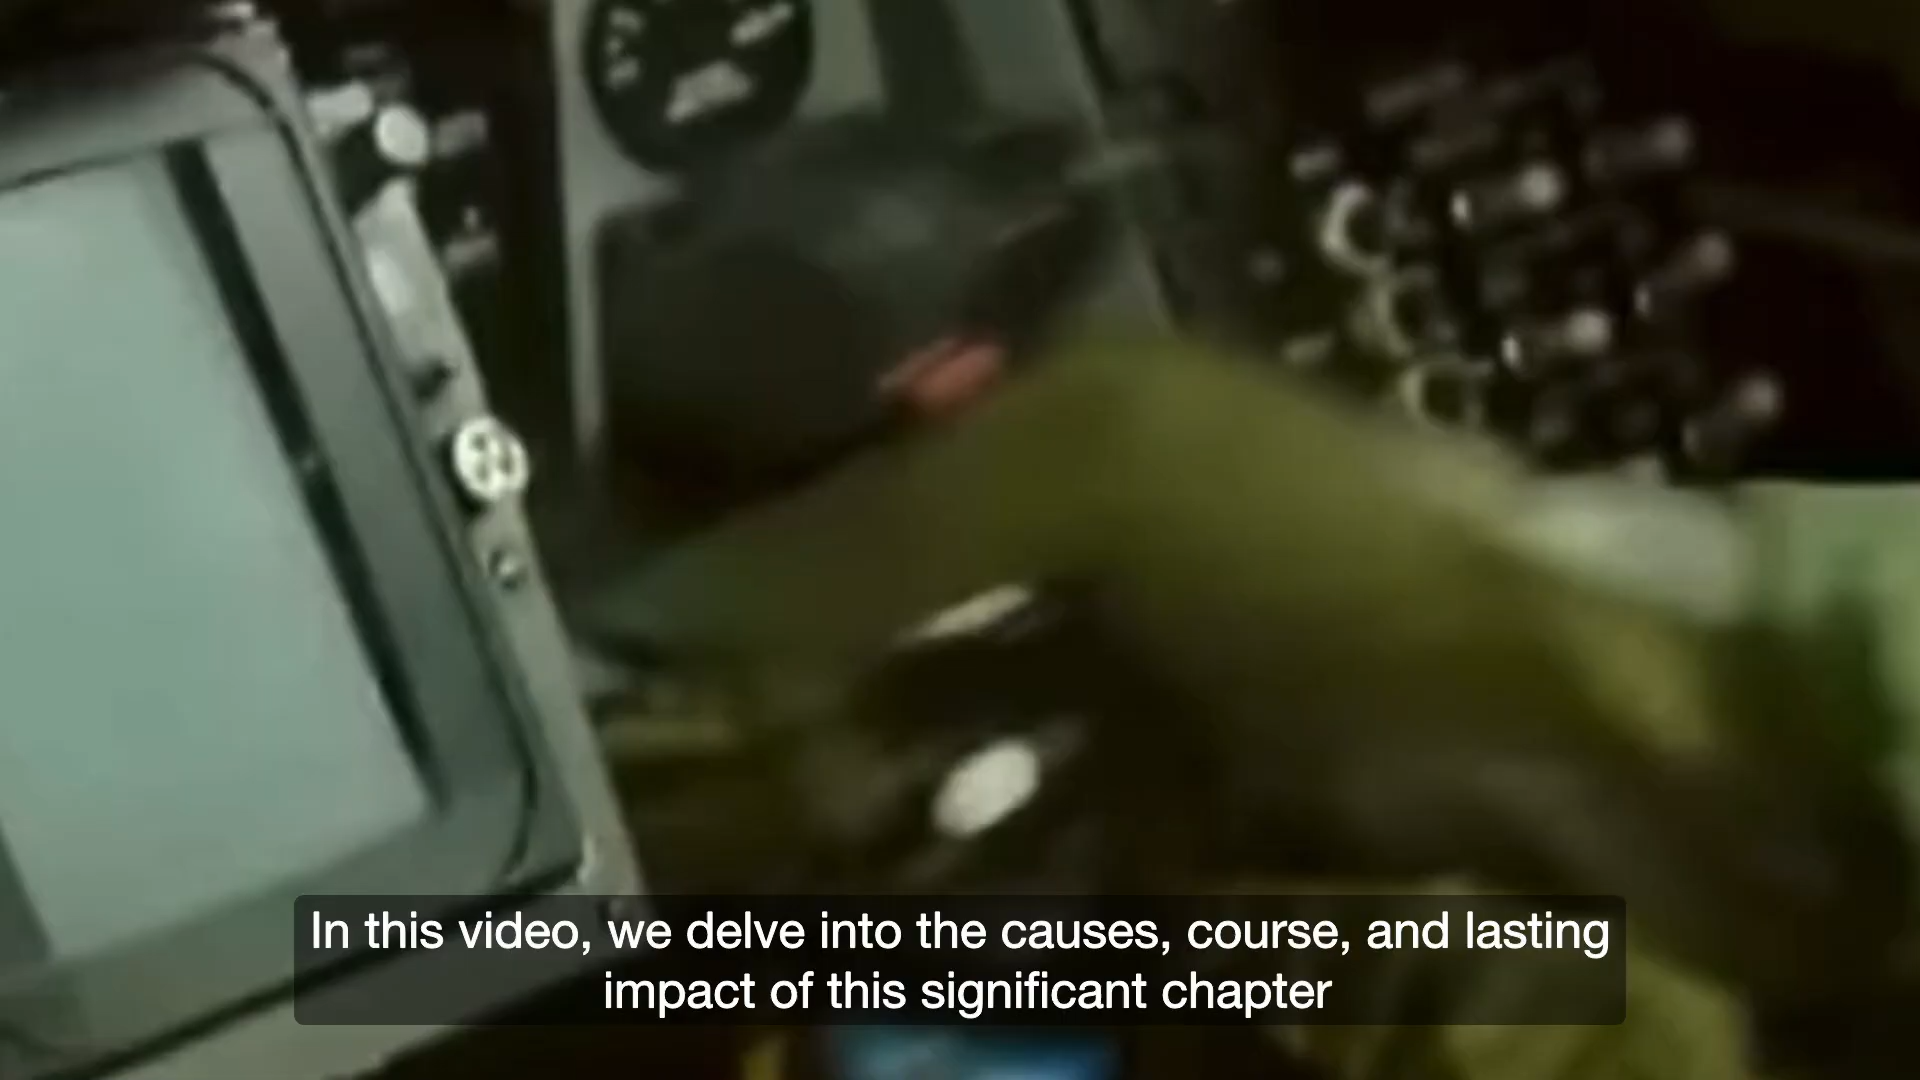 In this video, we delve into the causes, course, and lasting
impact of this significant chapter